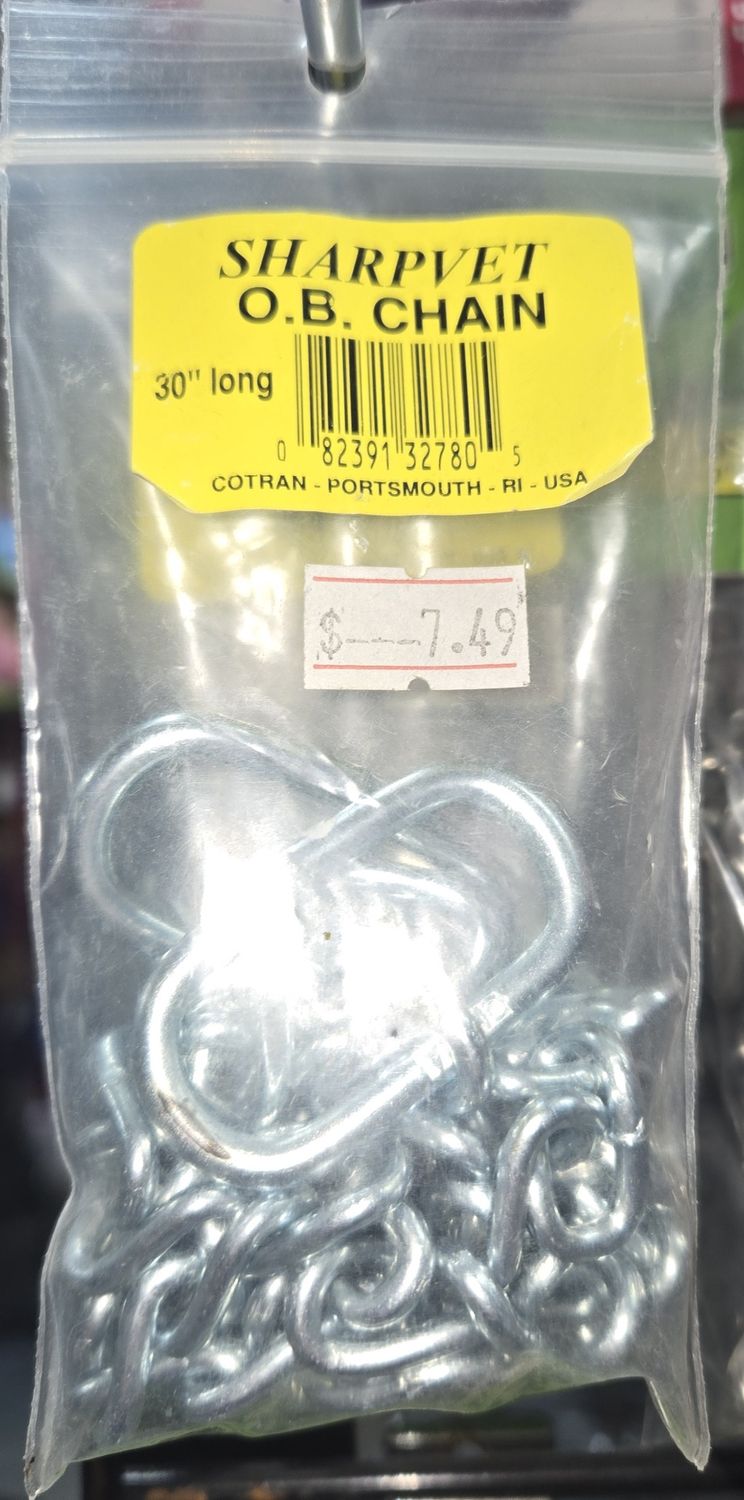 SHARPVET
O.B. CHAIN
30" long
0 82391 32780 5
COTRAN - PORTSMOUTH - RI - USA
$---7.49